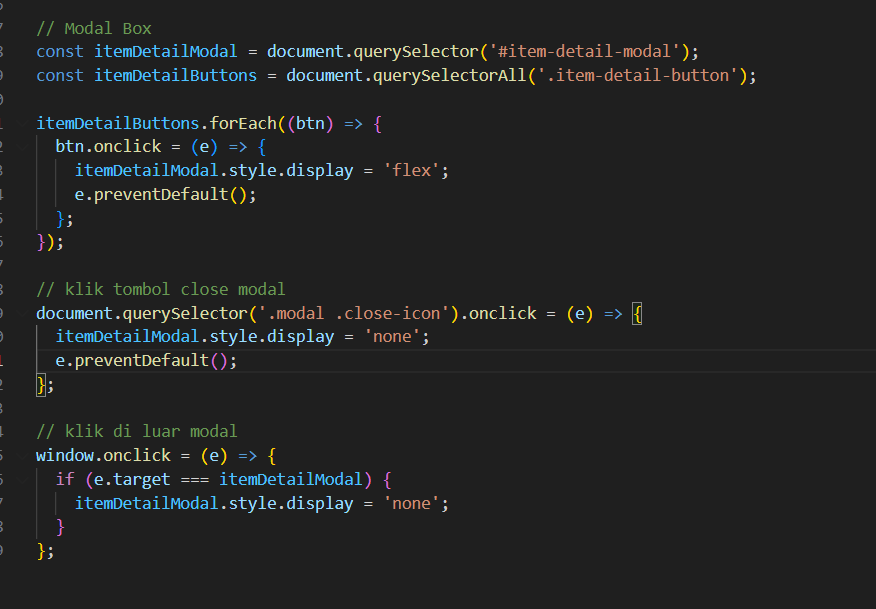 // Modal Box
const itemDetailModal = document.querySelector('#item-detail-modal');
const itemDetailButtons = document.querySelectorAll('.item-detail-button');
itemDetailButtons.forEach((btn) => {
btn.onclick = (e) => {
itemDetailModal.style.display = 'flex';
e.preventDefault();
};
});
// klik tombol close modal
document.querySelector('.modal .close-icon').onclick = (e) => {
itemDetailModal.style.display = 'none';
e.preventDefault();
};
// klik di luar modal
window.onclick = (e) => {
if (e.target === itemDetailModal) {
itemDetailModal.style.display = 'none';
}
};